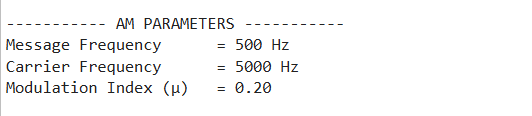 ----------- AM PARAMETERS -----------
Message Frequency      = 500 Hz
Carrier Frequency      = 5000 Hz
Modulation Index (μ)   = 0.20